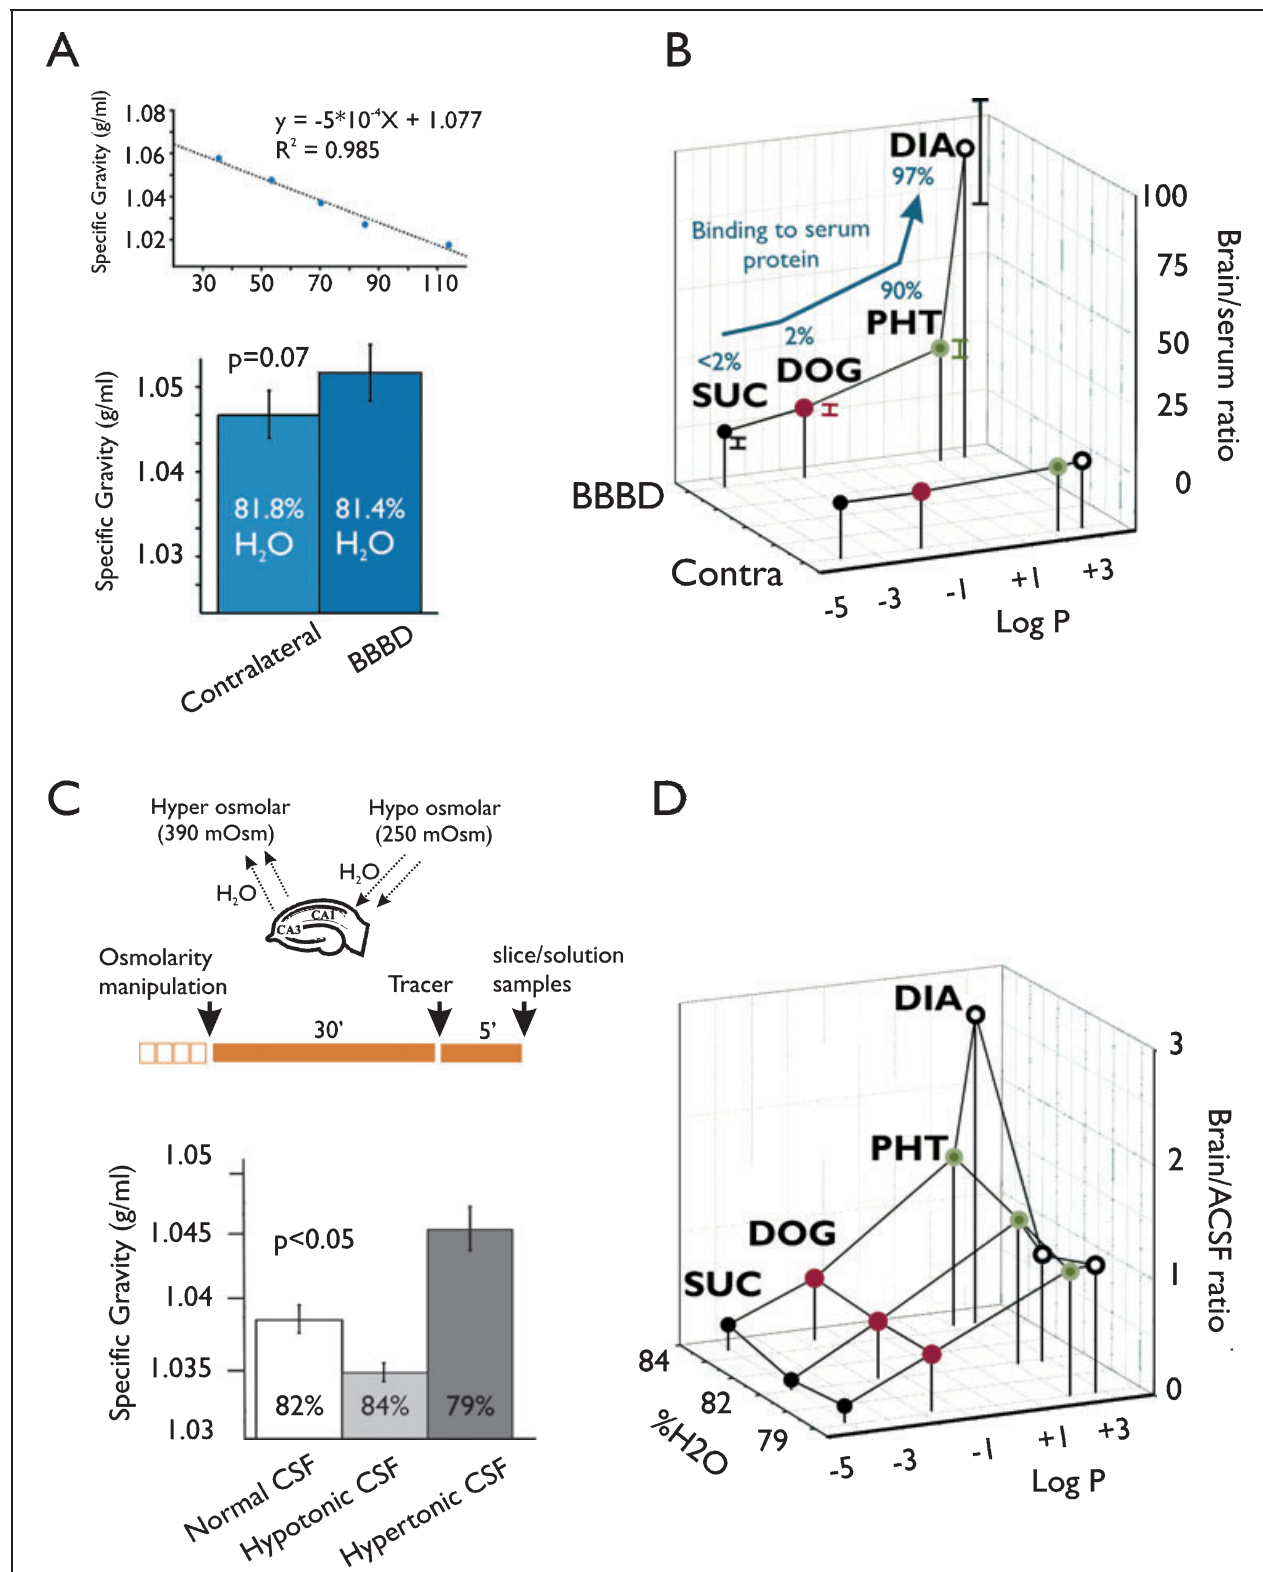 A
Specific Gravity (g/ml)
1.08
1.06
1.04
1.02
y = -5*10⁻⁴X + 1.077
R² = 0.985
30 50 70 90 110
Specific Gravity (g/ml)
1.05
1.04
1.03
p=0.07
81.8%
H₂O
81.4%
H₂O
Contralateral
BBBD
B
DIA
97%
Binding to serum
protein
90%
PHT
2%
<2%
DOG
SUC
BBBD
Contra
100
75
50
25
0
Brain/serum ratio
-5 -3 -1 +1 +3
Log P
C
Hyper osmolar
(390 mOsm)
Hypo osmolar
(250 mOsm)
H₂O
H₂O
CA1
CA3
Osmolarity
manipulation
Tracer
slice/solution
samples
30'
5'
Specific Gravity (g/ml)
1.05
1.045
1.04
1.035
1.03
p<0.05
82%
84%
79%
Normal CSF
Hypotonic CSF
Hypertonic CSF
D
DIA
PHT
DOG
SUC
3
2
1
0
Brain/ACSF ratio
84
82
79
%H2O
-5 -3 -1 +1 +3
Log P